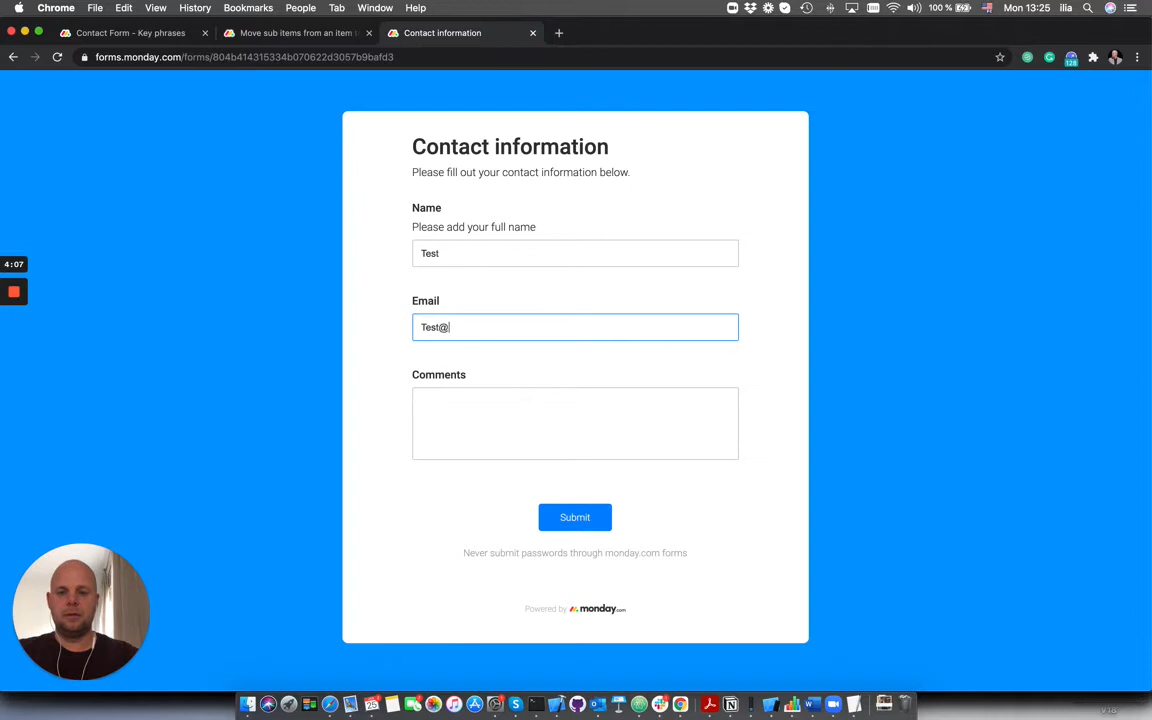 Chrome File Edit View History Bookmarks People Tab Window Help 100 % Mon 13:25 ilia
Contact Form - Key phrases
Move sub items from an item
Contact information
forms.monday.com/forms/804b414315334b070622d3057b9bafd3
128
Contact information
Please fill out your contact information below.
Name
Please add your full name
Test
4:07
Email
Test@
Comments
Submit
Never submit passwords through monday.com forms
Powered by monday.com
25